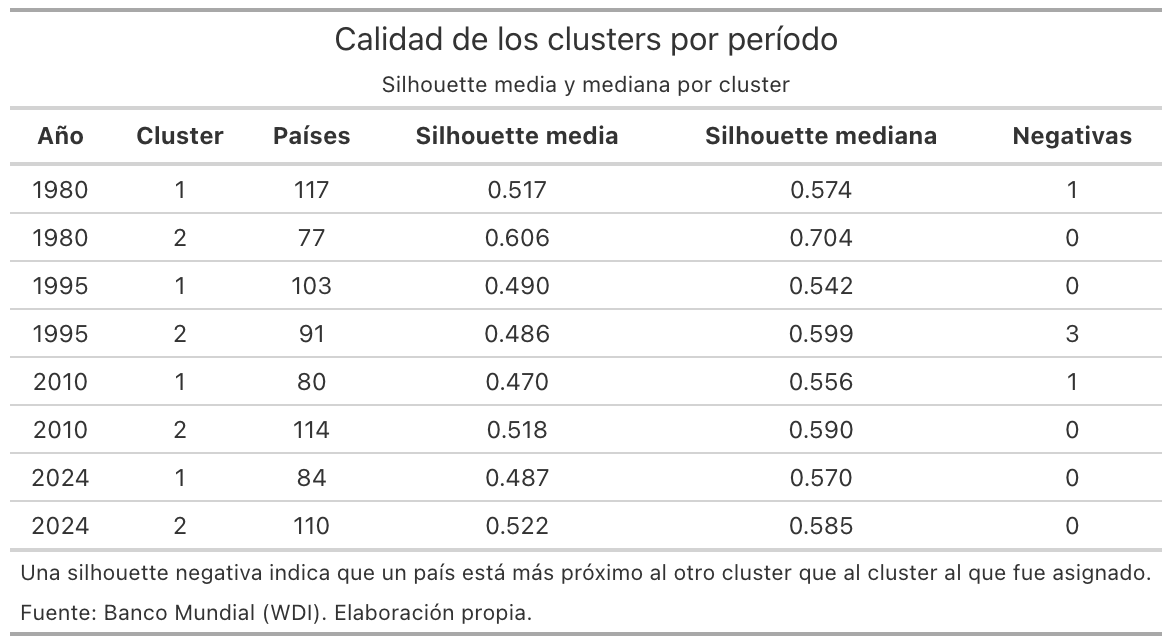 Calidad de los clusters por período
Silhouette media y mediana por cluster
Año Cluster Países Silhouette media Silhouette mediana Negativas
1980 1 117 0.517 0.574 1
1980 2 77 0.606 0.704 0
1995 1 103 0.490 0.542 0
1995 2 91 0.486 0.599 3
2010 1 80 0.470 0.556 1
2010 2 114 0.518 0.590 0
2024 1 84 0.487 0.570 0
2024 2 110 0.522 0.585 0
Una silhouette negativa indica que un país está más próximo al otro cluster que al cluster al que fue asignado.
Fuente: Banco Mundial (WDI). Elaboración propia.